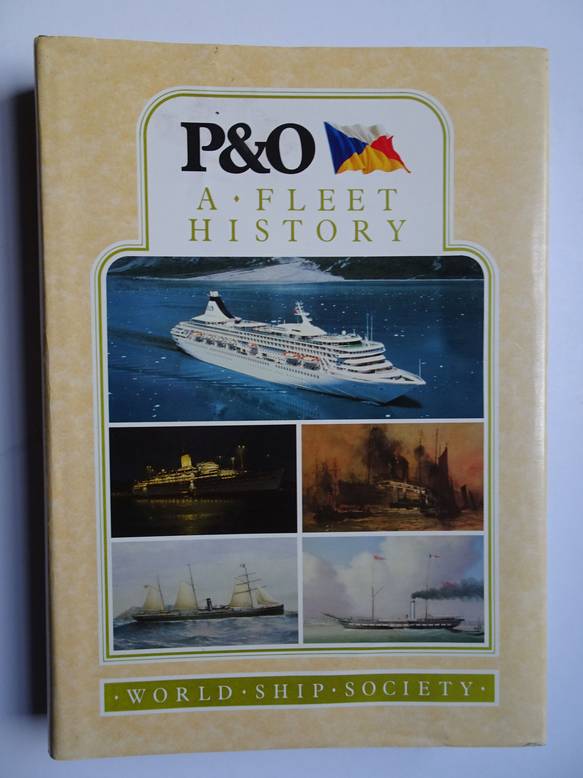 P&O
A · FLEET
HISTORY
· WORLD · SHIP · SOCIETY ·